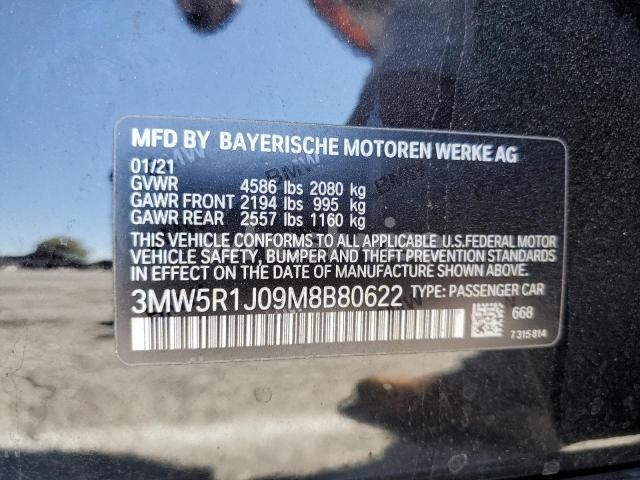 MFD BY BAYERISCHE MOTOREN WERKE AG
01/21
GVWR 4586 lbs 2080 kg
GAWR FRONT 2194 lbs 995 kg
GAWR REAR 2557 lbs 1160 kg
THIS VEHICLE CONFORMS TO ALL APPLICABLE U.S.FEDERAL MOTOR
VEHICLE SAFETY, BUMPER, AND THEFT PREVENTION STANDARDS
IN EFFECT ON THE DATE OF MANUFACTURE SHOWN ABOVE.
3MW5R1J09M8B80622 TYPE: PASSENGER CAR
668
7315814